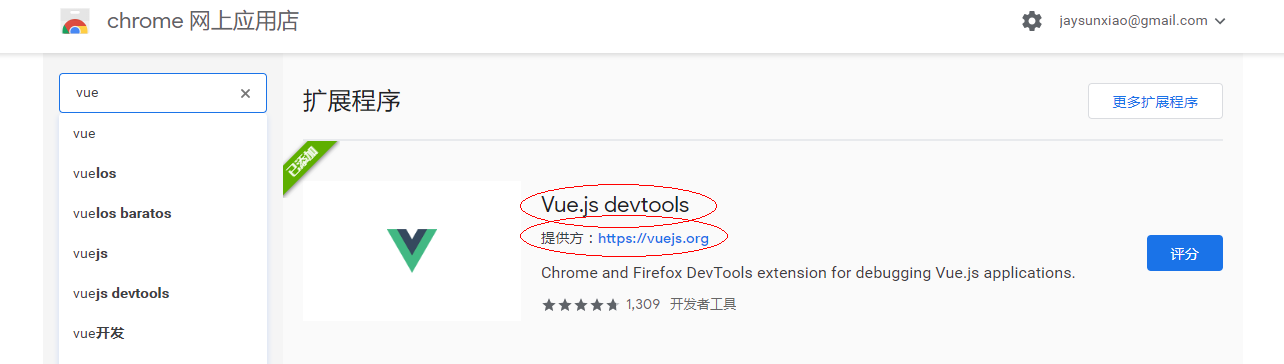 chrome 网上应用店
jaysunxiao@gmail.com
vue
vue
vuelos
vuelos baratos
vuejs
vuejs devtools
vue开发
扩展程序
更多扩展程序
已添加
Vue.js devtools
提供方：https://vuejs.org
Chrome and Firefox DevTools extension for debugging Vue.js applications.
1,309 开发者工具
评分